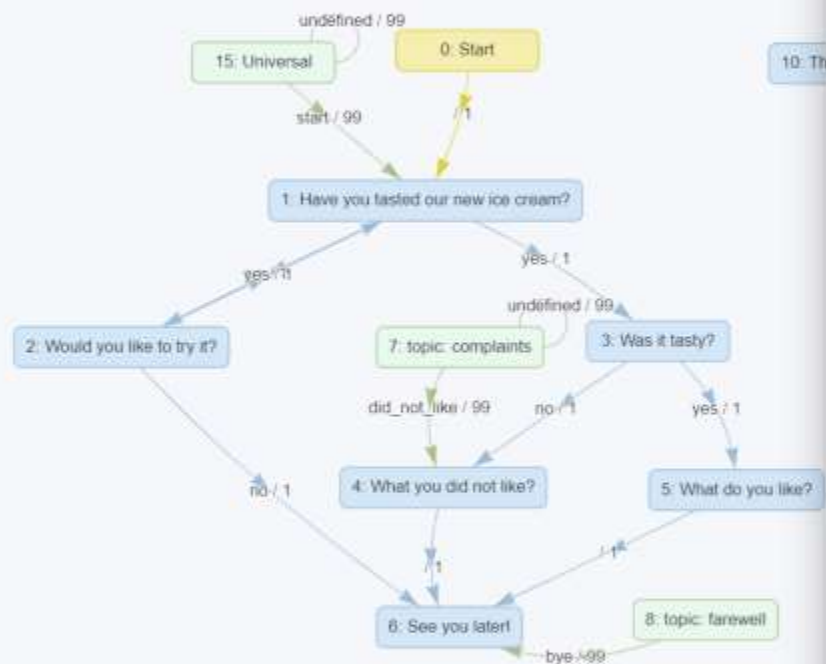 undefined / 99
15: Universal
0: Start
10: Th
start / 99
/ 1
1: Have you tasted our new ice cream?
yes / 1
undefined / 99
2: Would you like to try it?
7: topic: complaints
3: Was it tasty?
did_not_like / 99
no / 1
yes / 1
no / 1
4: What you did not like?
5: What do you like?
/ 1
/ 1
6: See you later!
8: topic: farewell
bye / 99